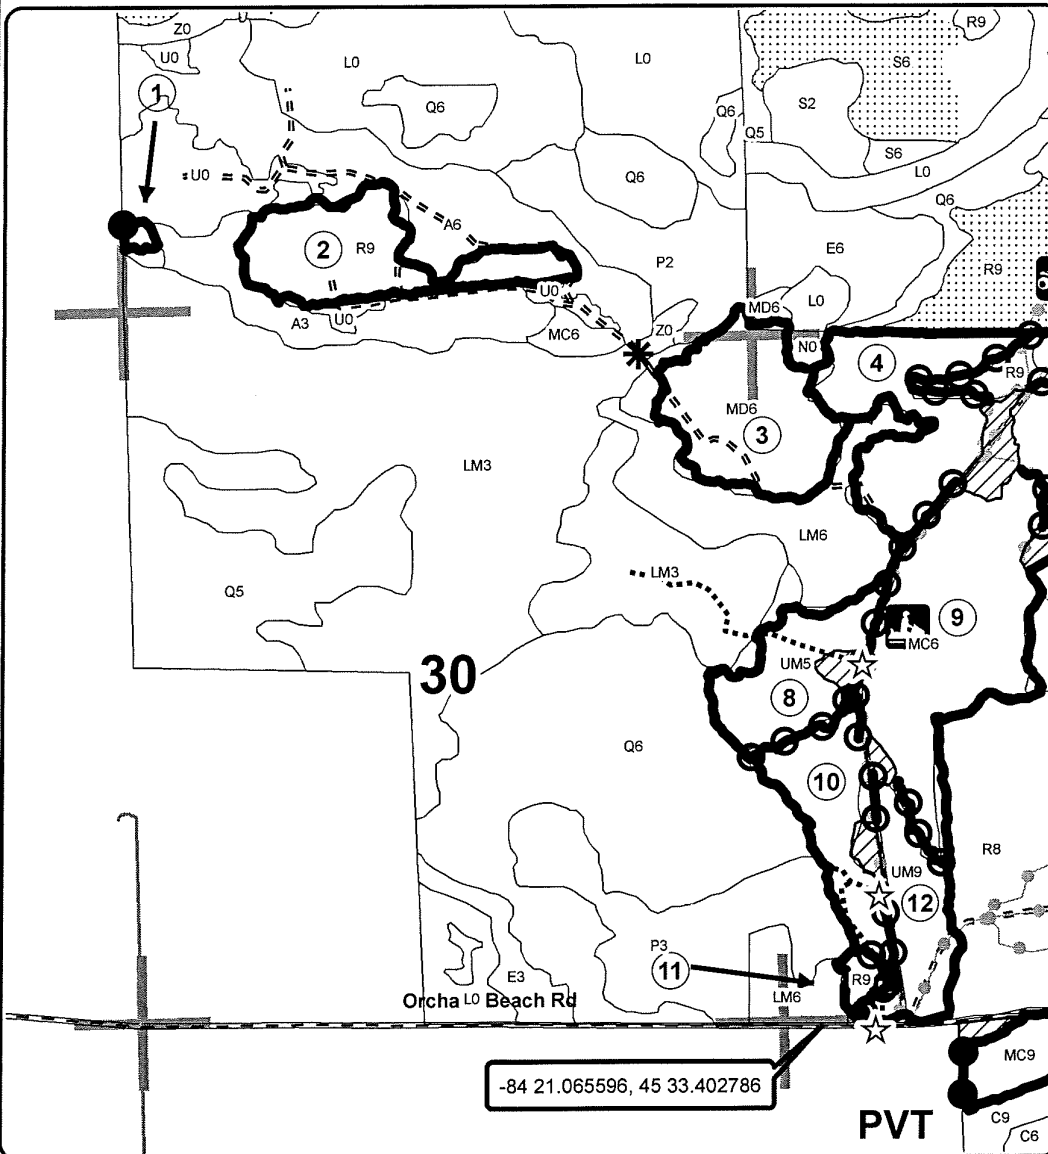 Z0
R9
U0
L0
L0
S6
1
Q6
S2
Q6
Q5
S6
L0
U0
Q6
Q6
A6
2
R9
E6
P2
R9
U0
L0
MD6
A3
U0
MC6
Z0
N0
4
R9
MD6
3
LM3
LM6
LM3
Q5
9
MC6
30
UM5
8
Q6
10
R8
UM9
12
P3
11
E3
R9
LM6
Orcha L0 Beach Rd
MC9
-84 21.065596, 45 33.402786
PVT
C9
C6